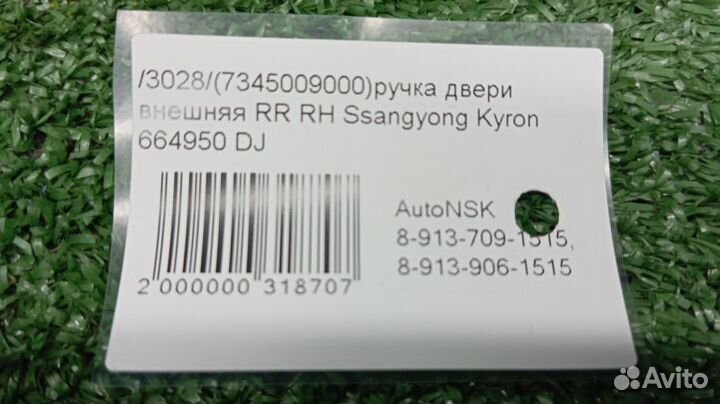 /3028/(7345009000)ручка двери
внешняя RR RH Ssangyong Kyron
664950 DJ
AutoNSK
8-913-709-1515,
8-913-906-1515
2 000000 318707
Avito